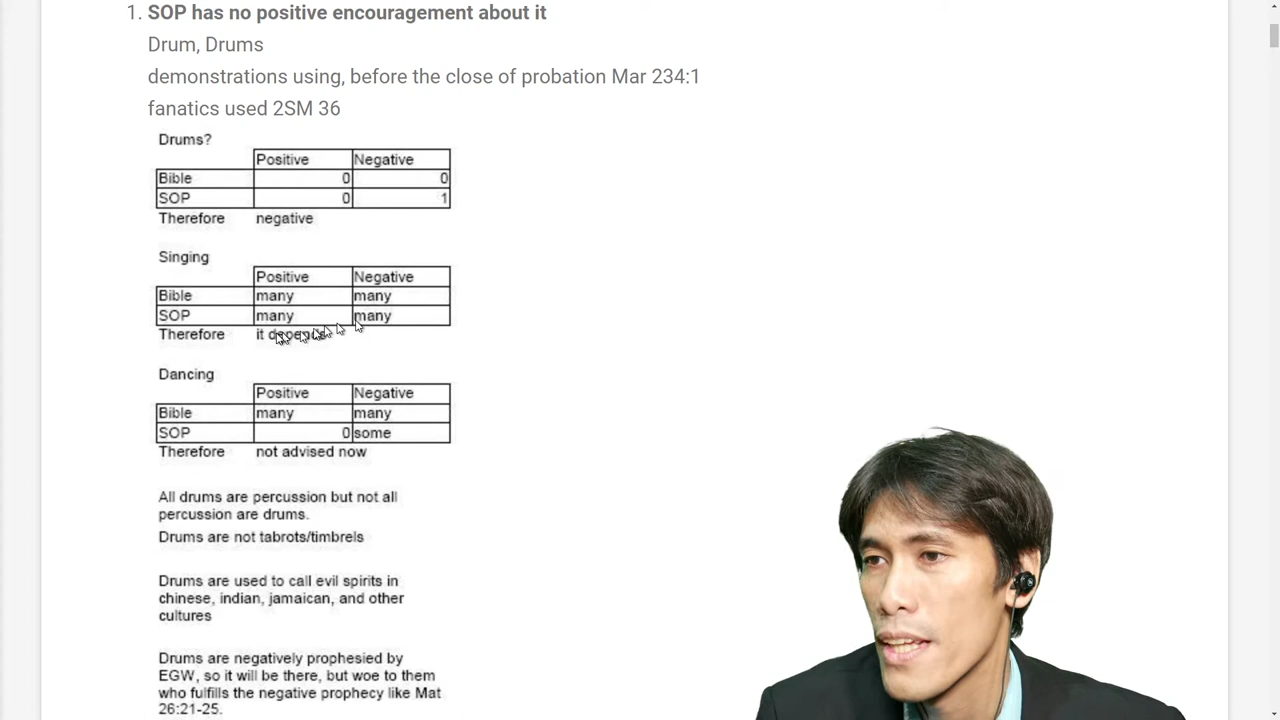 1. SOP has no positive encouragement about it
Drum, Drums
demonstrations using, before the close of probation Mar 234:1
fanatics used 2SM 36
Drums?
Positive Negative
Bible 0 0
SOP 0 1
Therefore negative
Singing
Positive Negative
Bible many many
SOP many many
Therefore it depends
Dancing
Positive Negative
Bible many many
SOP 0 some
Therefore not advised now
All drums are percussion but not all
percussion are drums.
Drums are not tabrots/timbrels
Drums are used to call evil spirits in
chinese, indian, jamaican, and other
cultures
Drums are negatively prophesied by
EGW, so it will be there, but woe to them
who fulfills the negative prophecy like Mat
26:21-25.